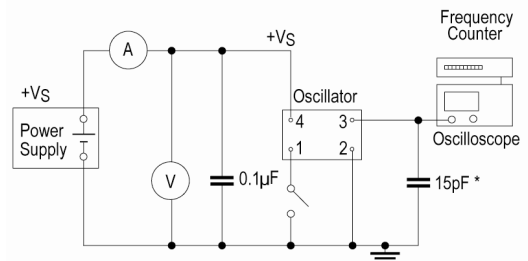 Frequency
Counter
+VS
A
+VS
Oscillator
4 3
1 2
Power
Supply
V
0.1µF
Oscilloscope
15pF *